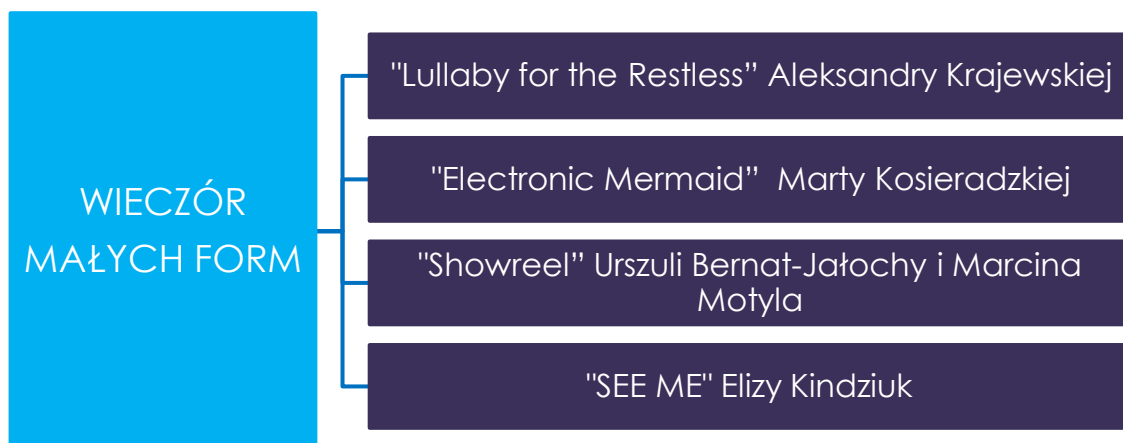 WIECZÓR
MAŁYCH FORM
"Lullaby for the Restless” Aleksandry Krajewskiej
"Electronic Mermaid”  Marty Kosieradzkiej
"Showreel” Urszuli Bernat-Jałochy i Marcina
Motyla
"SEE ME" Elizy Kindziuk